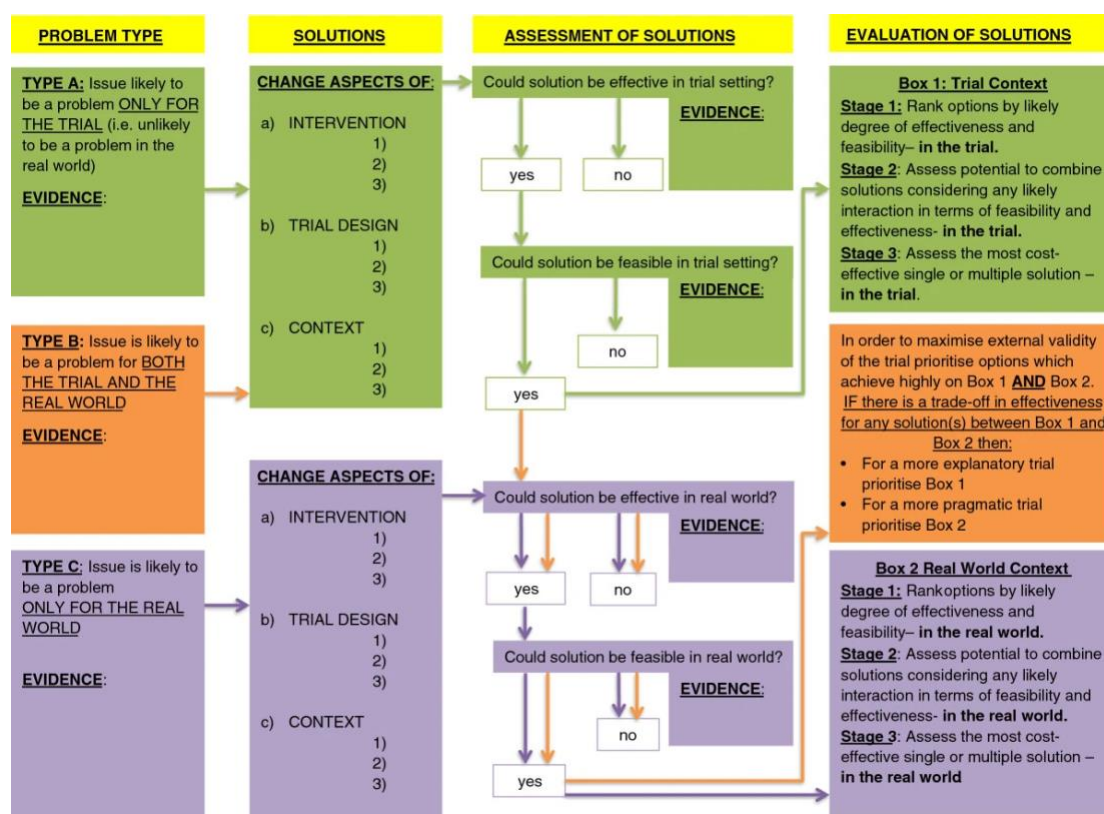 PROBLEM TYPE
SOLUTIONS
ASSESSMENT OF SOLUTIONS
EVALUATION OF SOLUTIONS
TYPE A: Issue likely to
be a problem ONLY FOR
THE TRIAL (i.e. unlikely
to be a problem in the
real world)
EVIDENCE:
TYPE B: Issue is likely to
be a problem for BOTH
THE TRIAL AND THE
REAL WORLD
EVIDENCE:
TYPE C: Issue is likely to
be a problem
ONLY FOR THE REAL
WORLD
EVIDENCE:
CHANGE ASPECTS OF:
a) INTERVENTION
1)
2)
3)
b) TRIAL DESIGN
1)
2)
3)
c) CONTEXT
1)
2)
3)
CHANGE ASPECTS OF:
a) INTERVENTION
1)
2)
3)
b) TRIAL DESIGN
1)
2)
3)
c) CONTEXT
1)
2)
3)
Could solution be effective in trial setting?
EVIDENCE:
yes
no
Could solution be feasible in trial setting?
EVIDENCE:
no
yes
Could solution be effective in real world?
EVIDENCE:
yes
no
Could solution be feasible in real world?
EVIDENCE:
no
yes
Box 1: Trial Context
Stage 1: Rank options by likely
degree of effectiveness and
feasibility– in the trial.
Stage 2: Assess potential to combine
solutions considering any likely
interaction in terms of feasibility and
effectiveness- in the trial.
Stage 3: Assess the most cost-
effective single or multiple solution –
in the trial.
In order to maximise external validity
of the trial prioritise options which
achieve highly on Box 1 AND Box 2.
IF there is a trade-off in effectiveness
for any solution(s) between Box 1 and
Box 2 then:
• For a more explanatory trial
prioritise Box 1
• For a more pragmatic trial
prioritise Box 2
Box 2 Real World Context
Stage 1: Rankoptions by likely
degree of effectiveness and
feasibility– in the real world.
Stage 2: Assess potential to combine
solutions considering any likely
interaction in terms of feasibility and
effectiveness- in the real world.
Stage 3: Assess the most cost-
effective single or multiple solution –
in the real world